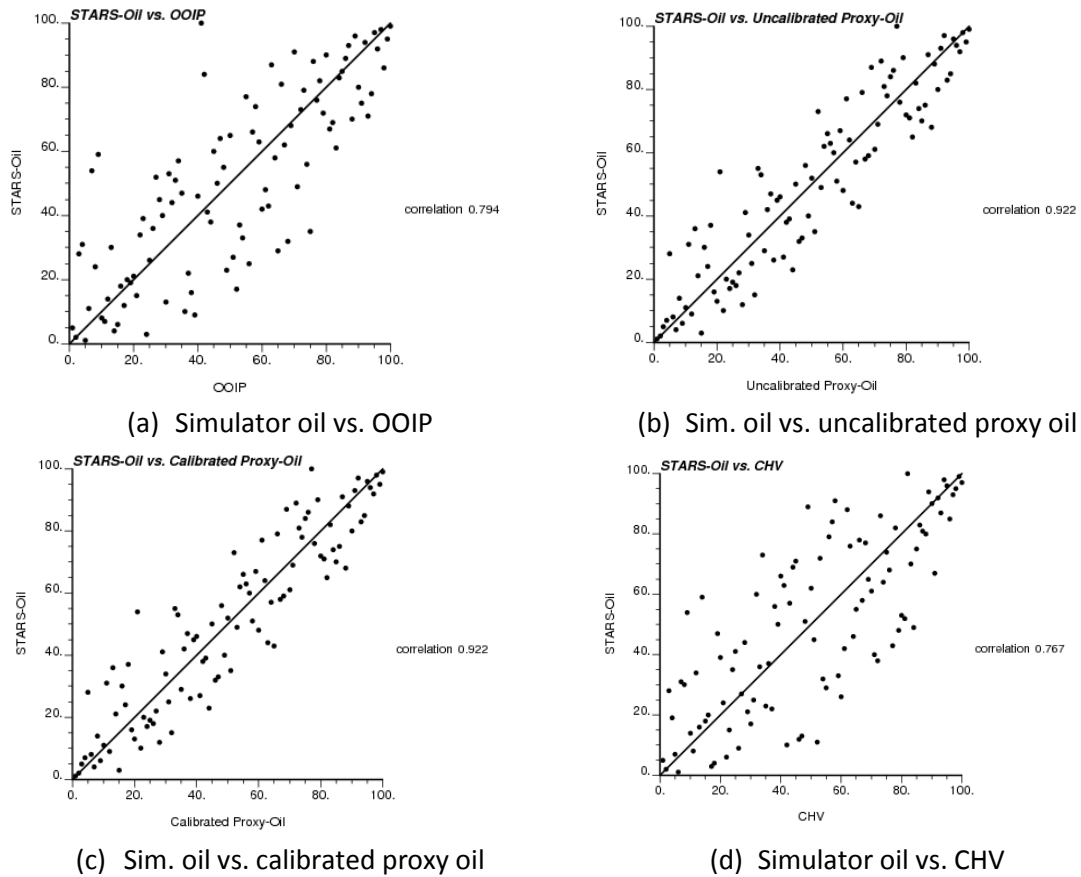 STARS-Oil vs. OOIP
100.
80.
60.
40.
20.
0.
STARS-Oil
0. 20. 40. 60. 80. 100.
OOIP
correlation 0.794
(a) Simulator oil vs. OOIP
STARS-Oil vs. Uncalibrated Proxy-Oil
100.
80.
60.
40.
20.
0.
STARS-Oil
0. 20. 40. 60. 80. 100.
Uncalibrated Proxy-Oil
correlation 0.922
(b) Sim. oil vs. uncalibrated proxy oil
STARS-Oil vs. Calibrated Proxy-Oil
100.
80.
60.
40.
20.
0.
STARS-Oil
0. 20. 40. 60. 80. 100.
Calibrated Proxy-Oil
correlation 0.922
(c) Sim. oil vs. calibrated proxy oil
STARS-Oil vs. CHV
100.
80.
60.
40.
20.
0.
STARS-Oil
0. 20. 40. 60. 80. 100.
CHV
correlation 0.767
(d) Simulator oil vs. CHV